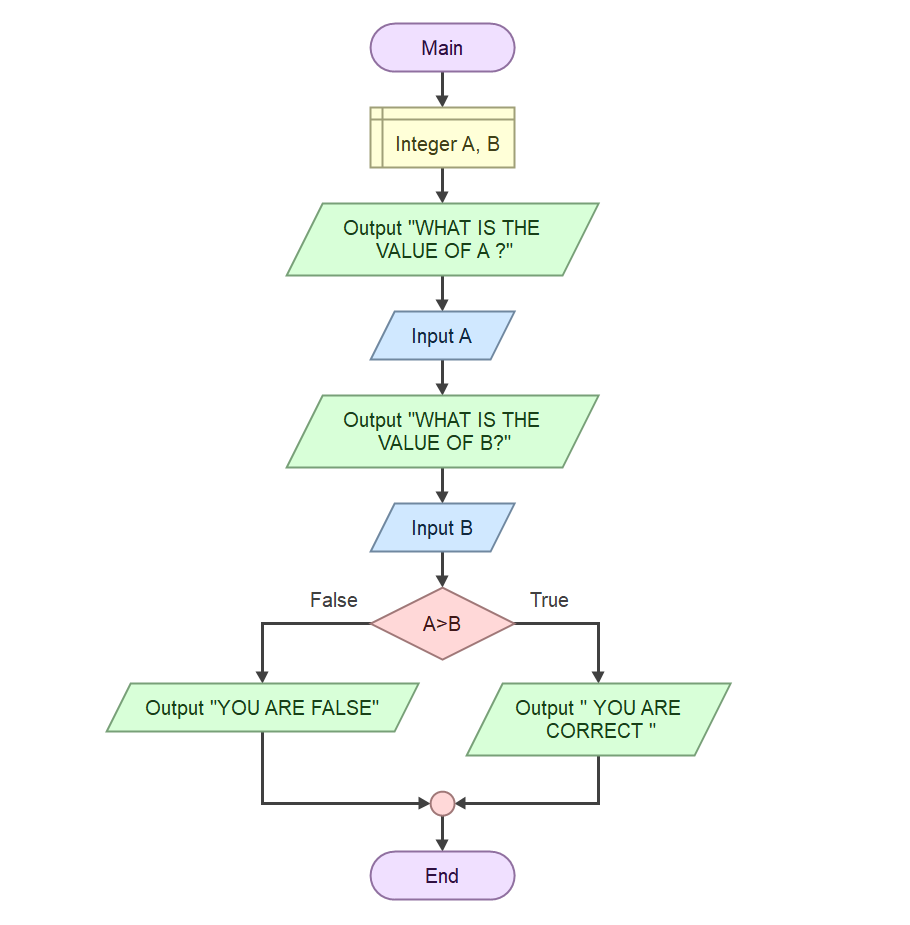 Main
Integer A, B
Output "WHAT IS THE
VALUE OF A ?"
Input A
Output "WHAT IS THE
VALUE OF B?"
Input B
False
True
A>B
Output "YOU ARE FALSE"
Output " YOU ARE
CORRECT "
End